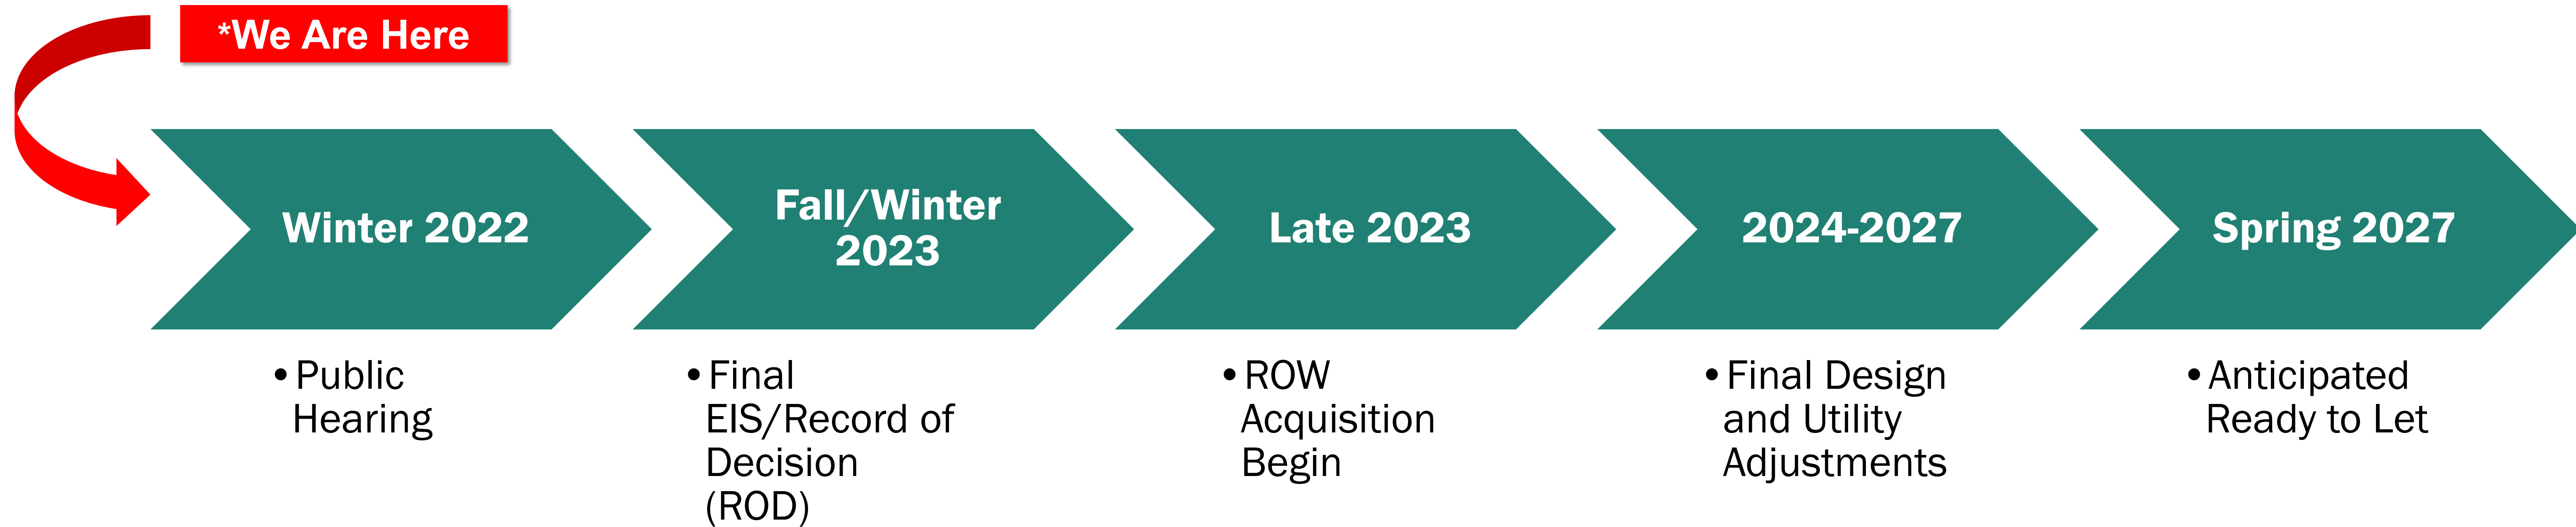 *We Are Here
Winter 2022
Fall/Winter
2023
Late 2023
2024-2027
Spring 2027
•Public
Hearing
•Final
EIS/Record of
Decision
(ROD)
•ROW
Acquisition
Begin
•Final Design
and Utility
Adjustments
•Anticipated
Ready to Let